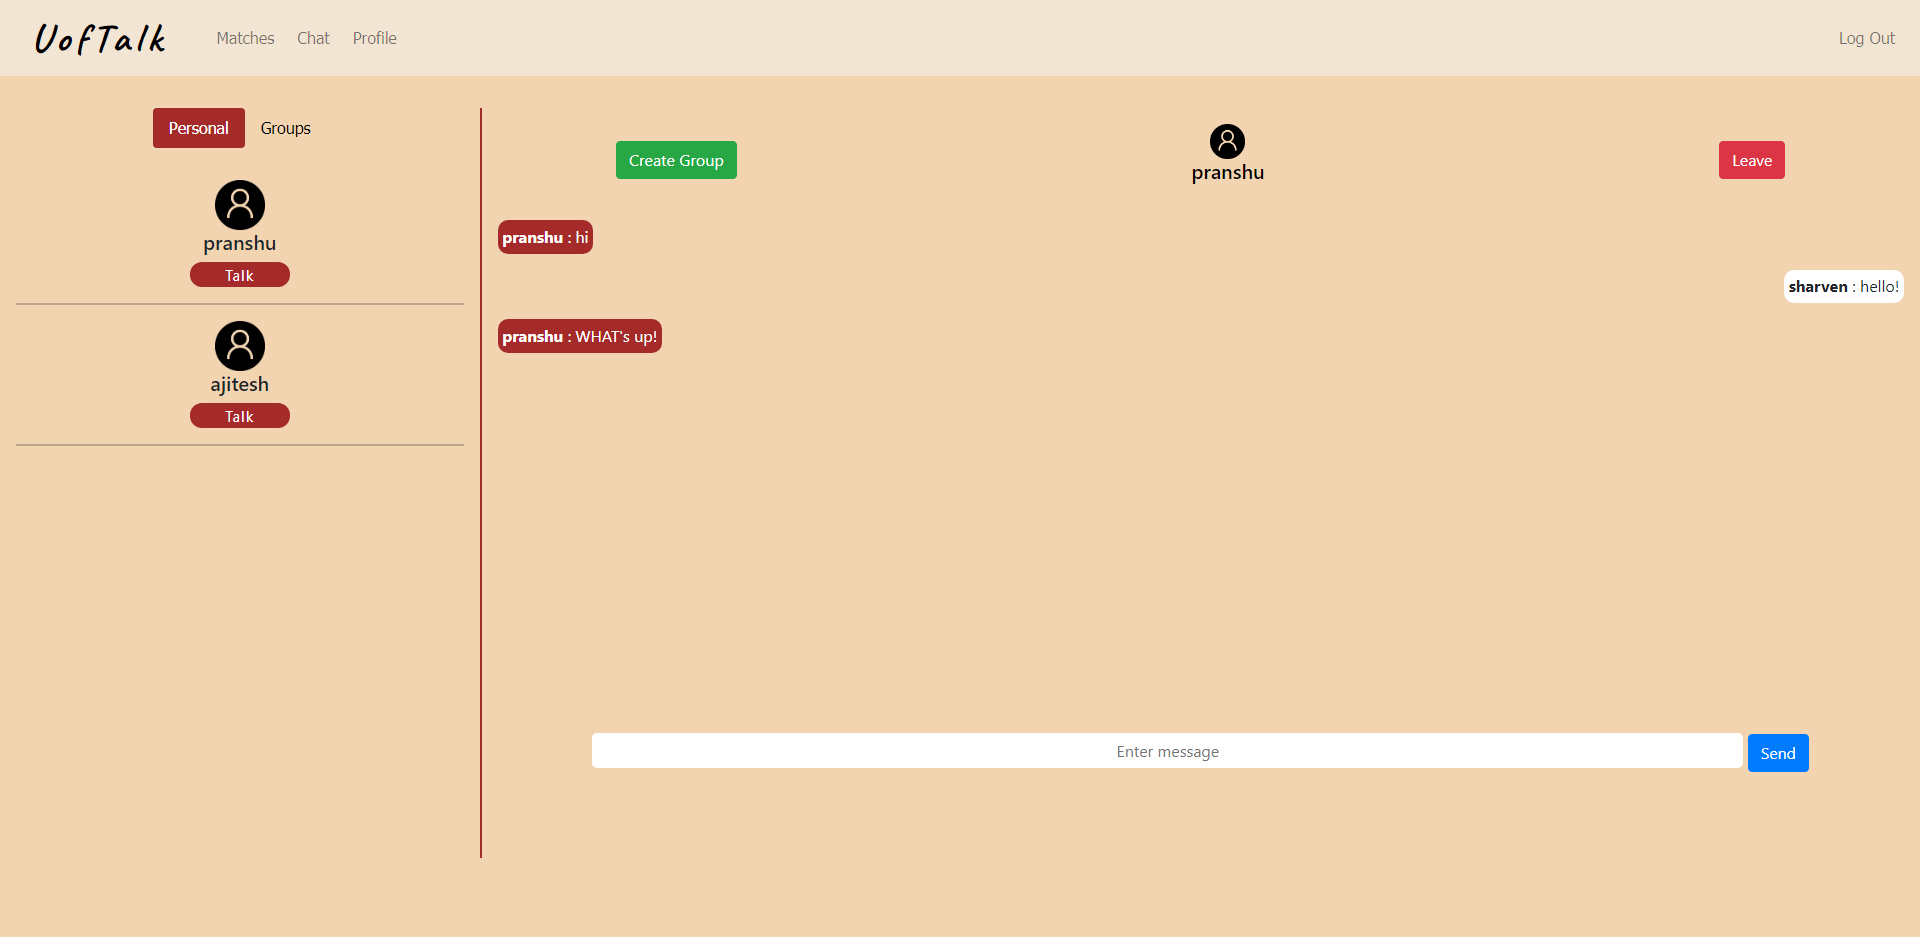 UofTalk
Matches
Chat
Profile
Log Out
Personal
Groups
pranshu
Talk
ajitesh
Talk
Create Group
pranshu
Leave
pranshu : hi
sharven : hello!
pranshu : WHAT's up!
Enter message
Send